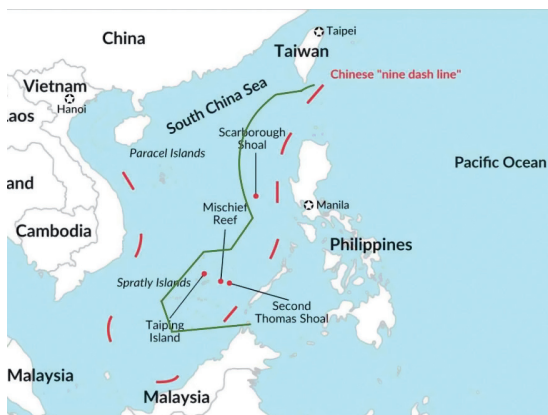 China
Taipei
Taiwan
Chinese "nine dash line"
Vietnam
Hanoi
aos
South China Sea
Scarborough
Shoal
Paracel Islands
Pacific Ocean
and
Mischief
Reef
Manila
Cambodia
Philippines
Spratly Islands
Second
Thomas Shoal
Taiping
Island
Malaysia
Malaysia